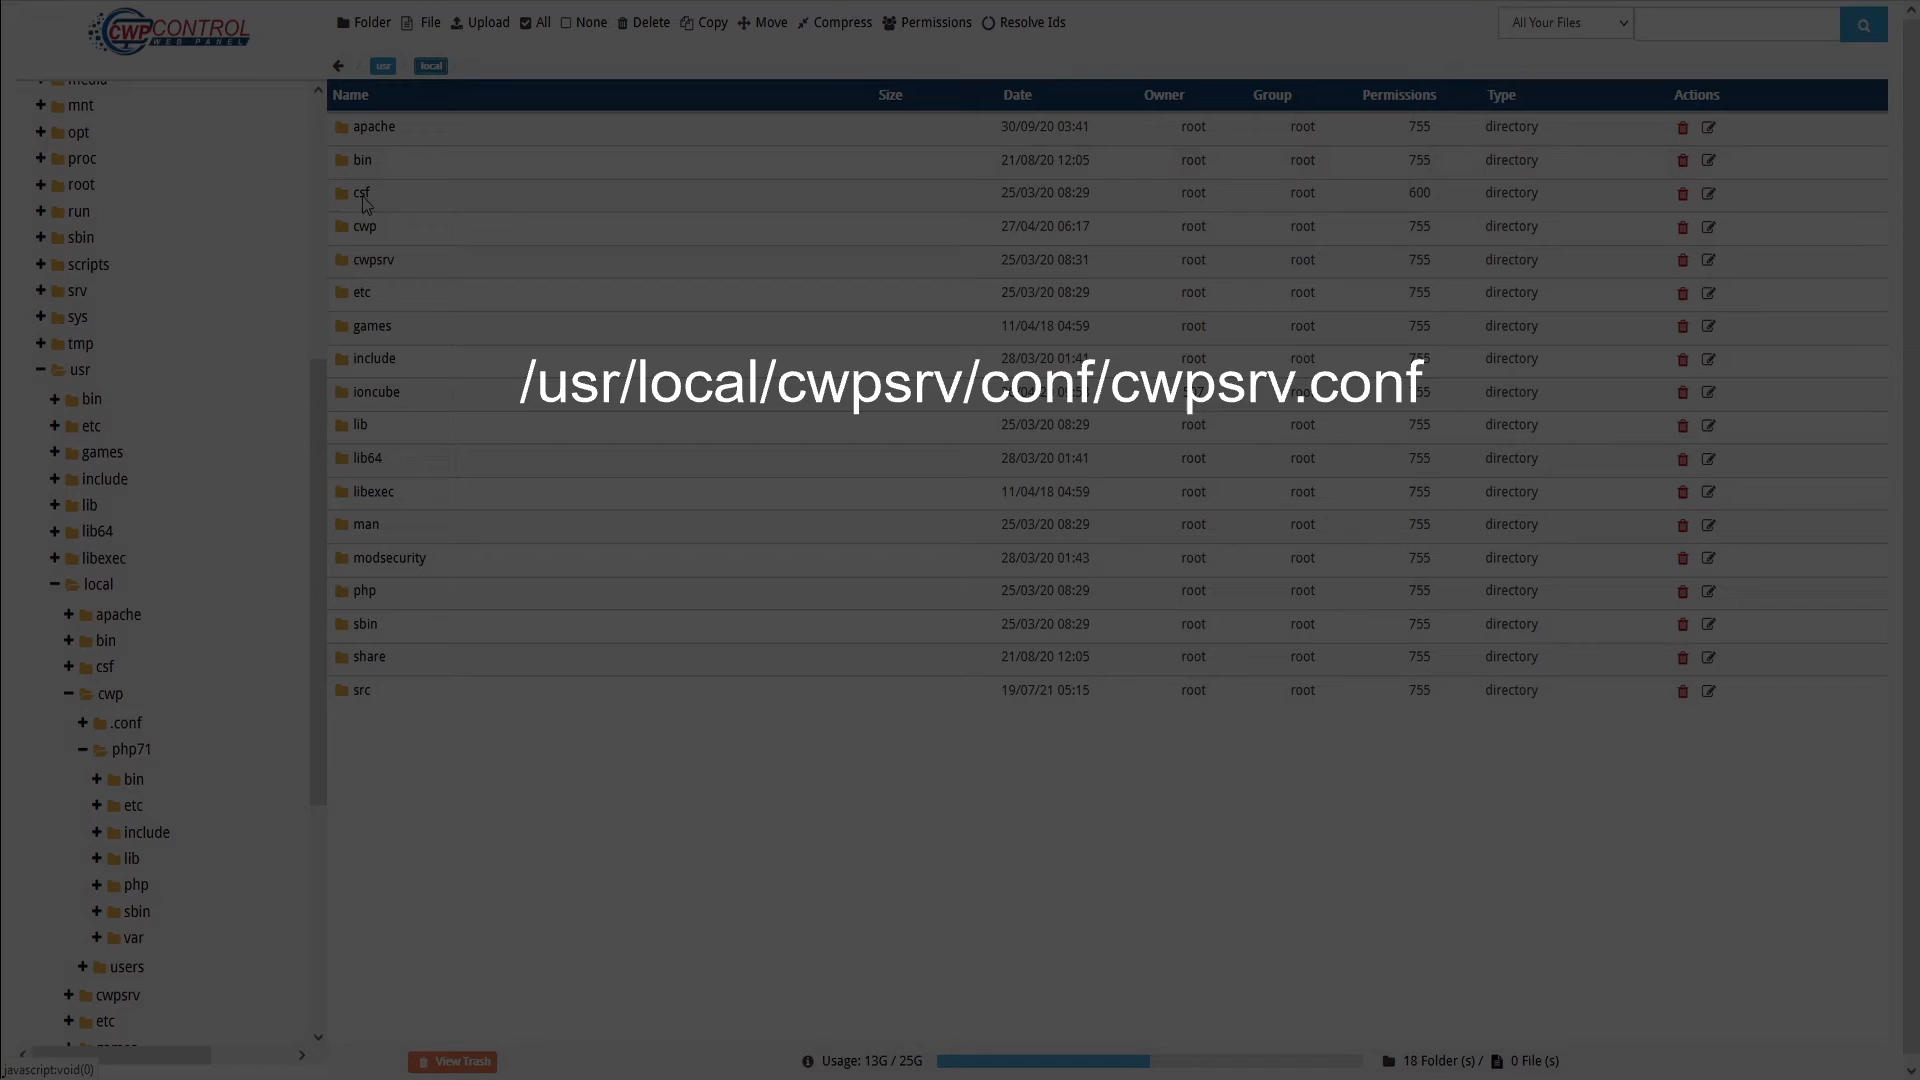 CWPCONTROL
WEB PANEL
Folder File Upload All None Delete Copy Move Compress Permissions Resolve Ids
All Your Files
/ usr local
Name Size Date Owner Group Permissions Type Actions
media
mnt
opt
proc
root
run
sbin
scripts
srv
sys
tmp
usr
bin
etc
games
include
lib
lib64
libexec
local
apache
bin
csf
cwp
.conf
php71
bin
etc
include
lib
php
sbin
var
users
cwpsrv
etc
games
apache 30/09/20 03:41 root root 755 directory
bin 21/08/20 12:05 root root 755 directory
csf 25/03/20 08:29 root root 600 directory
cwp 27/04/20 06:17 root root 755 directory
cwpsrv 25/03/20 08:31 root root 755 directory
etc 25/03/20 08:29 root root 755 directory
games 11/04/18 04:59 root root 755 directory
include 28/03/20 01:41 root root 755 directory
/usr/local/cwpsrv/conf/cwpsrv.conf
ioncube 755 directory
lib 25/03/20 08:29 root root 755 directory
lib64 28/03/20 01:41 root root 755 directory
libexec 11/04/18 04:59 root root 755 directory
man 25/03/20 08:29 root root 755 directory
modsecurity 28/03/20 01:43 root root 755 directory
php 25/03/20 08:29 root root 755 directory
sbin 25/03/20 08:29 root root 755 directory
share 21/08/20 12:05 root root 755 directory
src 19/07/21 05:15 root root 755 directory
View Trash Usage: 13G / 25G 18 Folder (s) / 0 File (s)
javascript:void(0)